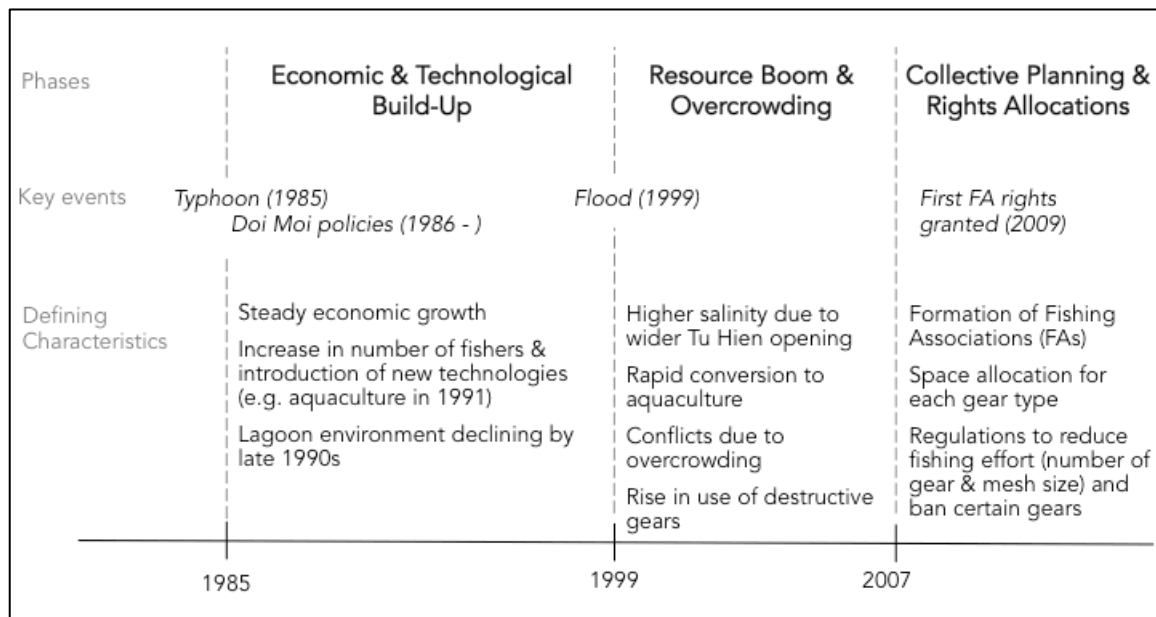 Phases
Economic & Technological
Build-Up
Resource Boom &
Overcrowding
Collective Planning &
Rights Allocations
Key events
Typhoon (1985)
Doi Moi policies (1986 - )
Flood (1999)
First FA rights
granted (2009)
Defining
Characteristics
Steady economic growth
Increase in number of fishers &
introduction of new technologies
(e.g. aquaculture in 1991)
Lagoon environment declining by
late 1990s
Higher salinity due to
wider Tu Hien opening
Rapid conversion to
aquaculture
Conflicts due to
overcrowding
Rise in use of destructive
gears
Formation of Fishing
Associations (FAs)
Space allocation for
each gear type
Regulations to reduce
fishing effort (number of
gear & mesh size) and
ban certain gears
1985
1999
2007